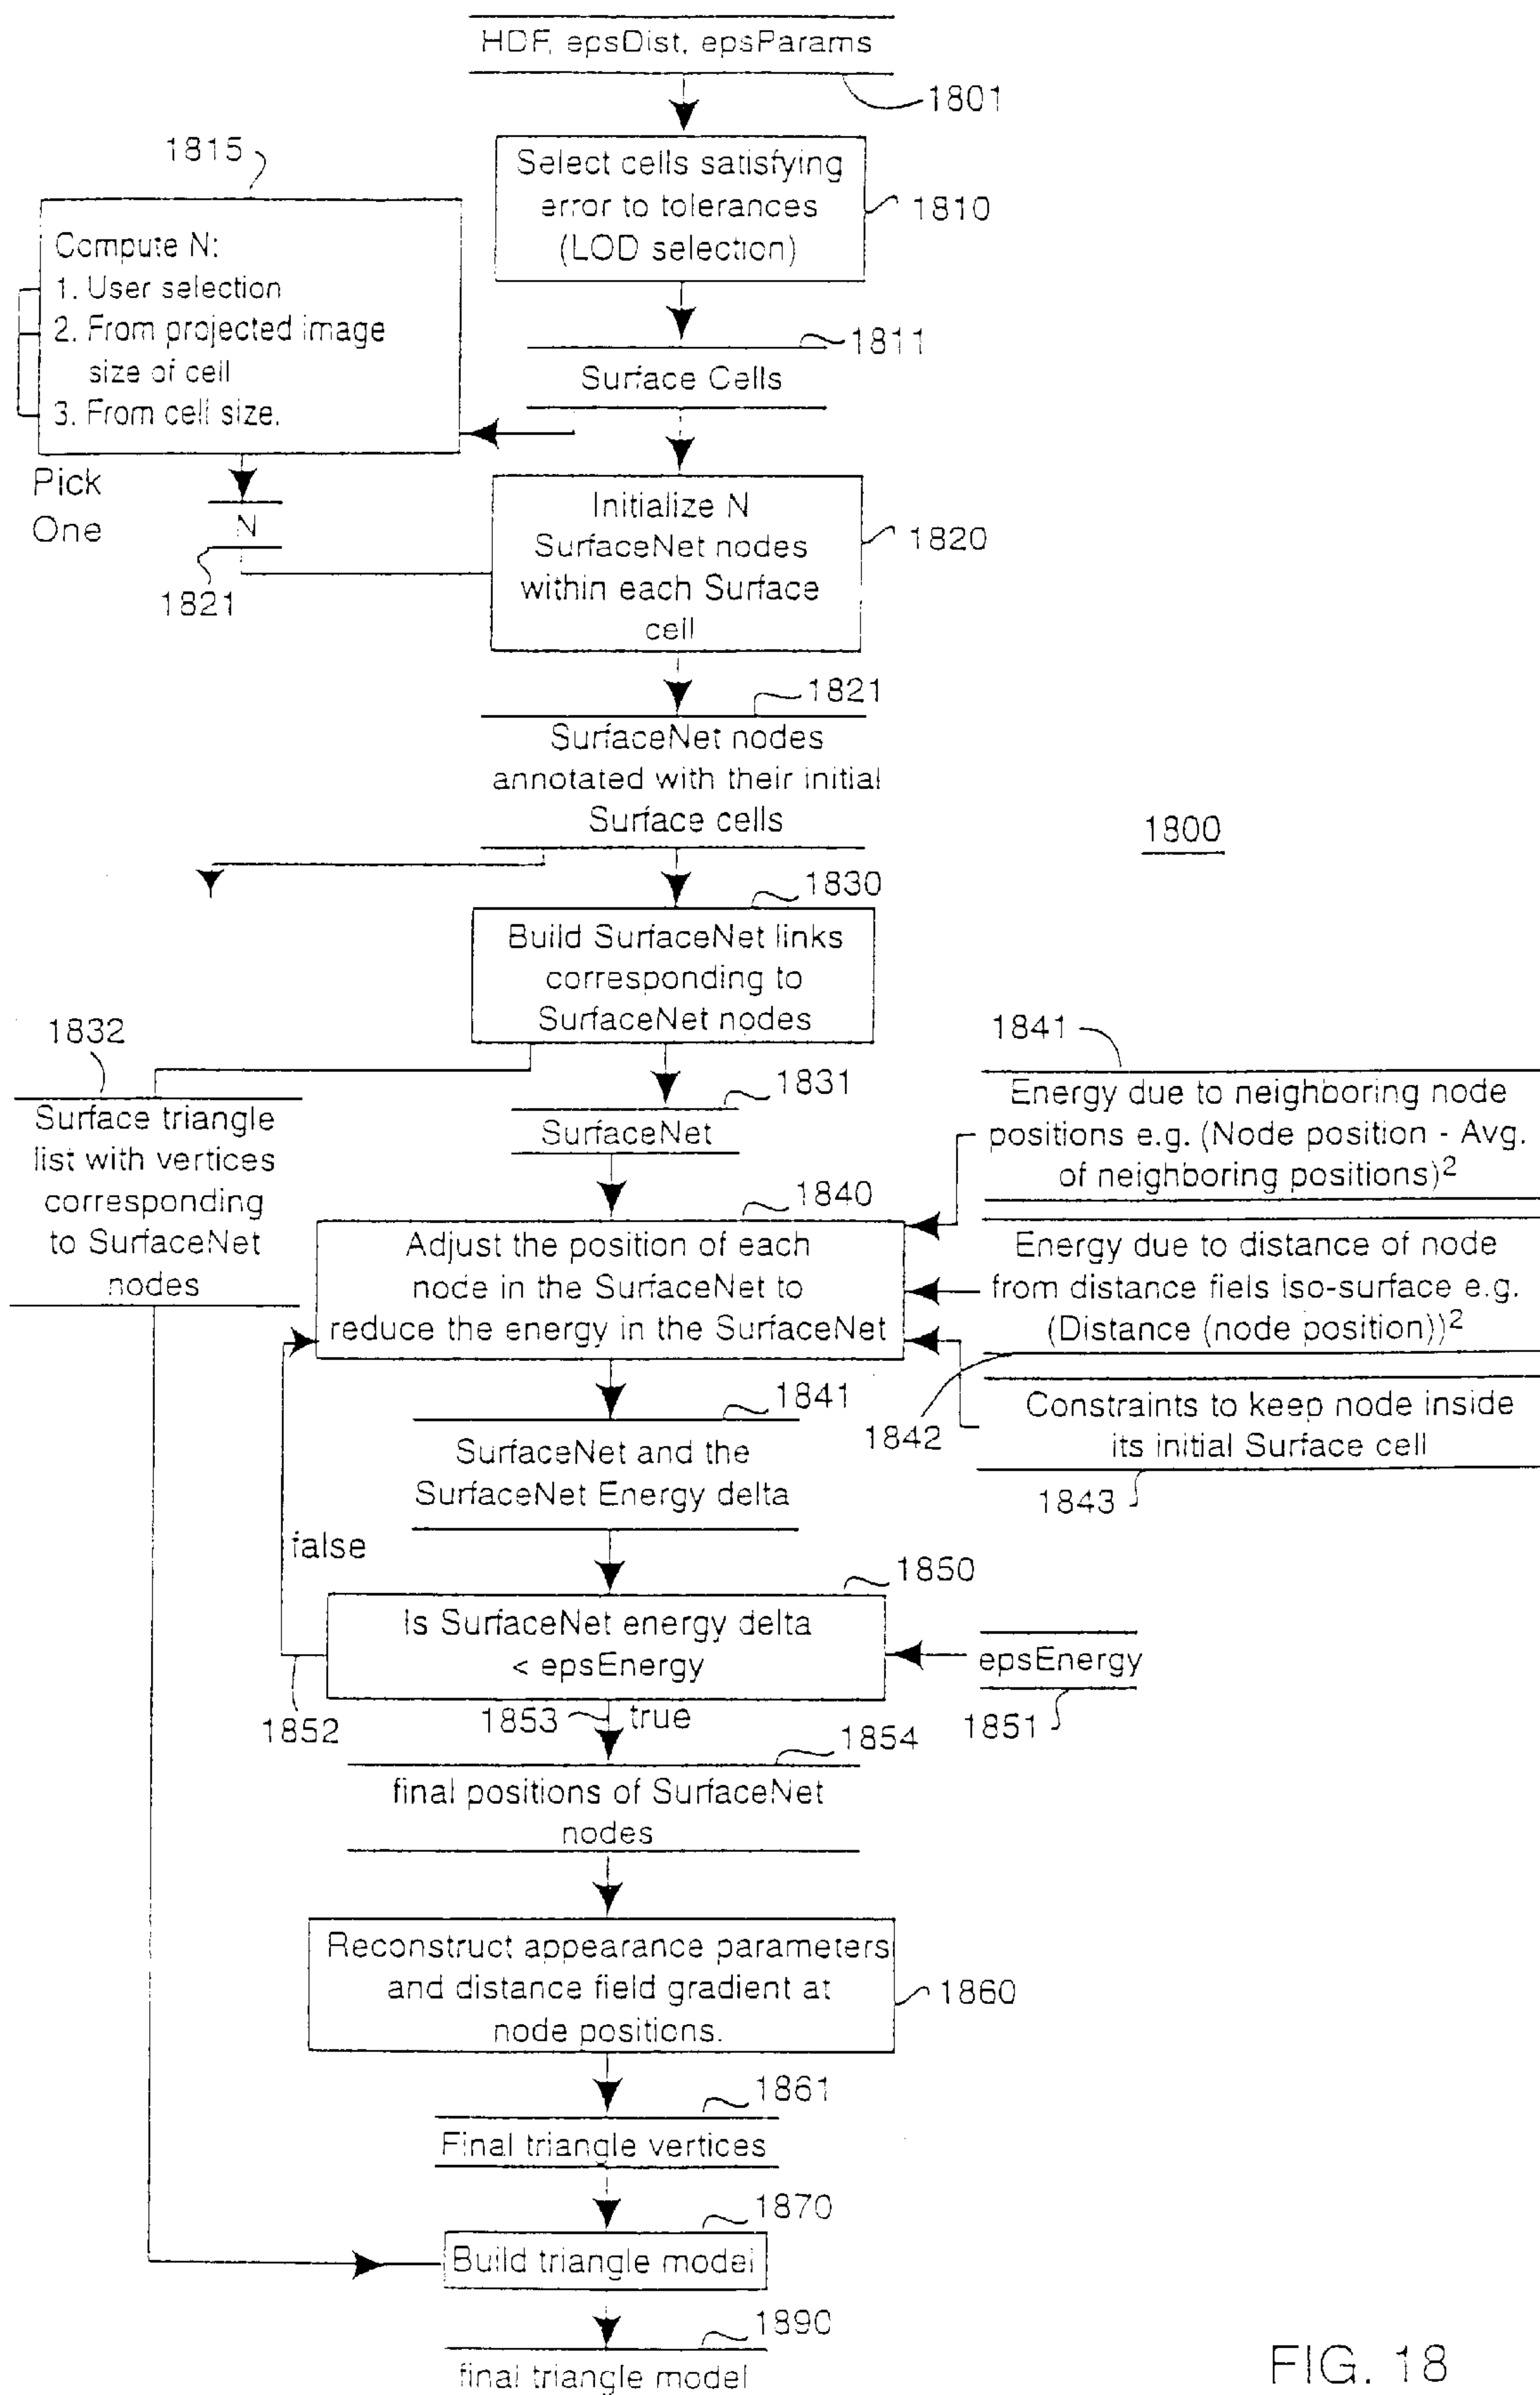 HDF, epsDist, epsParams
1801
1815
Select cells satisfying
error to tolerances
(LOD selection)
1810
Compute N:
1. User selection
2. From projected image
size of cell
3. From cell size.
1811
Surface Cells
Pick
One
N
1821
Initialize N
SurfaceNet nodes
within each Surface
cell
1820
1821
SurfaceNet nodes
annotated with their initial
Surface cells
1800
1830
Build SurfaceNet links
corresponding to
SurfaceNet nodes
1832
Surface triangle
list with vertices
corresponding
to SurfaceNet
nodes
1831
SurfaceNet
1841
Energy due to neighboring node
positions e.g. (Node position - Avg.
of neighboring positions)²
1840
Adjust the position of each
node in the SurfaceNet to
reduce the energy in the SurfaceNet
Energy due to distance of node
from distance fiels iso-surface e.g.
(Distance (node position))²
1842
Constraints to keep node inside
its initial Surface cell
1843
1841
SurfaceNet and the
SurfaceNet Energy delta
false
1850
Is SurfaceNet energy delta
< epsEnergy
epsEnergy
1851
1852
1853
true
1854
final positions of SurfaceNet
nodes
Reconstruct appearance parameters
and distance field gradient at
node positions.
1860
1861
Final triangle vertices
1870
Build triangle model
1890
final triangle model
FIG. 18